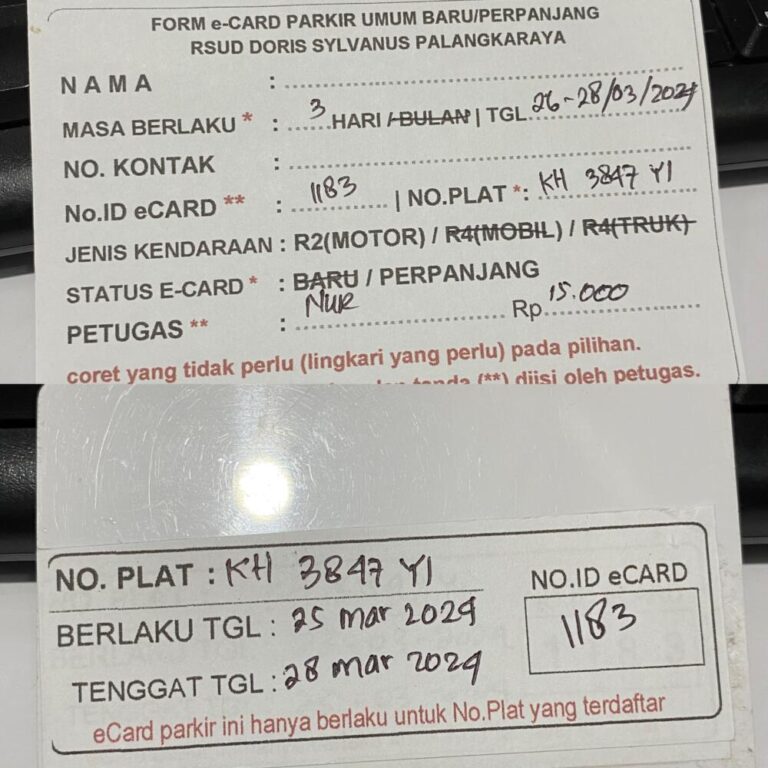 FORM e-CARD PARKIR UMUM BARU/PERPANJANG
RSUD DORIS SYLVANUS PALANGKARAYA
NAMA :
MASA BERLAKU * : 3 HARI / BULAN | TGL 26-28/03/2024
NO. KONTAK :
No.ID eCARD ** : 1183 | NO.PLAT *: KH 3847 YI
JENIS KENDARAAN : R2(MOTOR) / R4(MOBIL) / R4(TRUK)
STATUS E-CARD * : BARU / PERPANJANG
PETUGAS ** : NUR Rp 15.000
coret yang tidak perlu (lingkari yang perlu) pada pilihan.
tanda (**) diisi oleh petugas.
NO. PLAT : KH 3847 YI
NO.ID eCARD
BERLAKU TGL : 25 mar 2024
1183
TENGGAT TGL : 28 mar 2024
eCard parkir ini hanya berlaku untuk No.Plat yang terdaftar